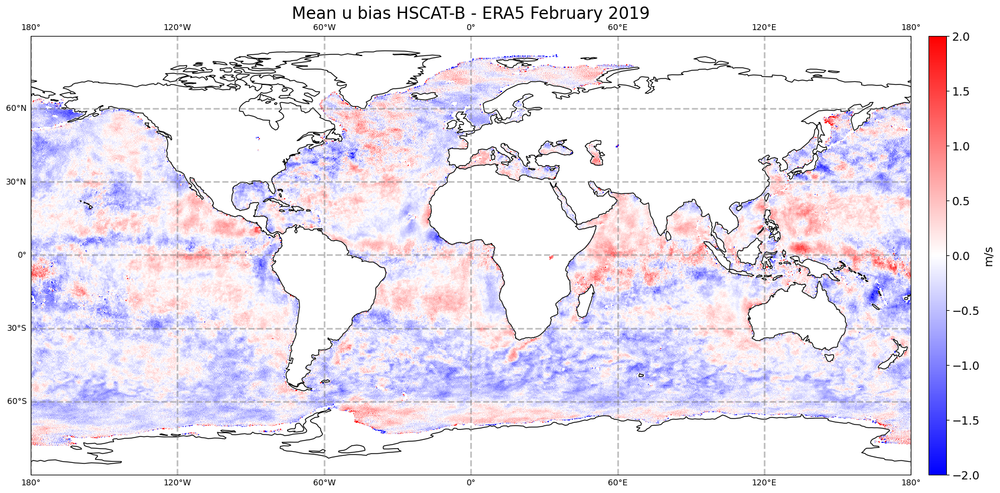 Mean u bias HSCAT-B - ERA5 February 2019
180° 120°W 60°W 0° 60°E 120°E 180°
2.0
1.5
60°N
1.0
30°N
0.5
0°
0.0
m/s
−0.5
30°S
−1.0
60°S
−1.5
−2.0
180° 120°W 60°W 0° 60°E 120°E 180°